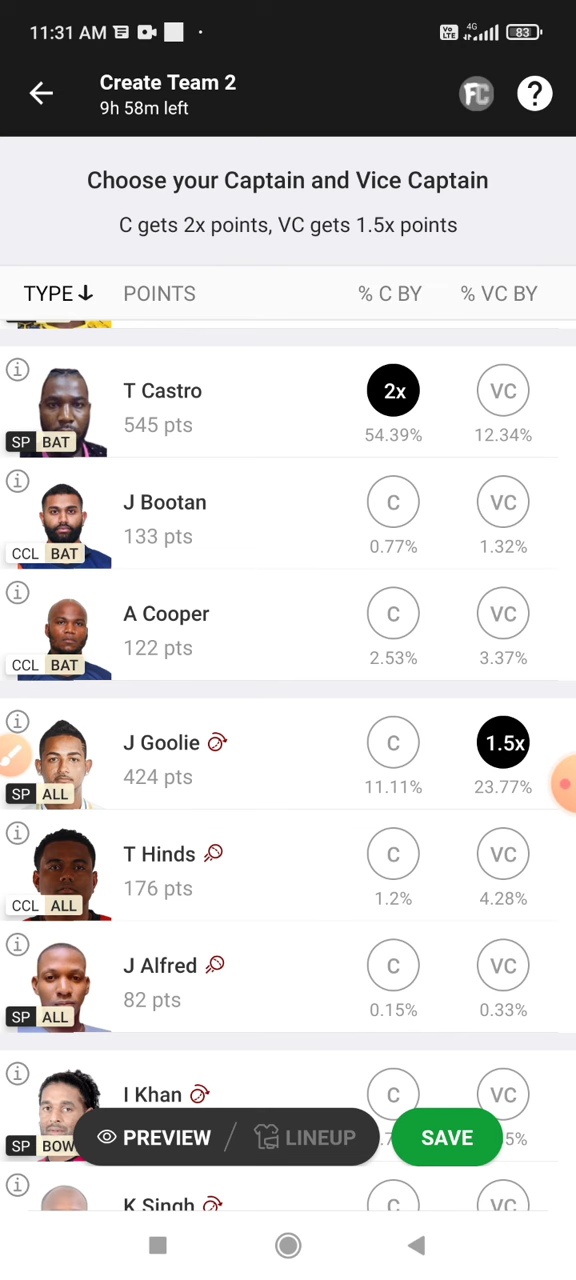 11:31 AM
Vo LTE 4G 83
Create Team 2
9h 58m left
FC ?
Choose your Captain and Vice Captain
C gets 2x points, VC gets 1.5x points
TYPE POINTS % C BY % VC BY
T Castro
545 pts
SP BAT
2x
54.39%
VC
12.34%
J Bootan
133 pts
CCL BAT
C
0.77%
VC
1.32%
A Cooper
122 pts
CCL BAT
C
2.53%
VC
3.37%
J Goolie
424 pts
SP ALL
C
11.11%
1.5x
23.77%
T Hinds
176 pts
CCL ALL
C
1.2%
VC
4.28%
J Alfred
82 pts
SP ALL
C
0.15%
VC
0.33%
I Khan
SP BOW
C
VC
PREVIEW / LINEUP
SAVE
K Singh
C
VC